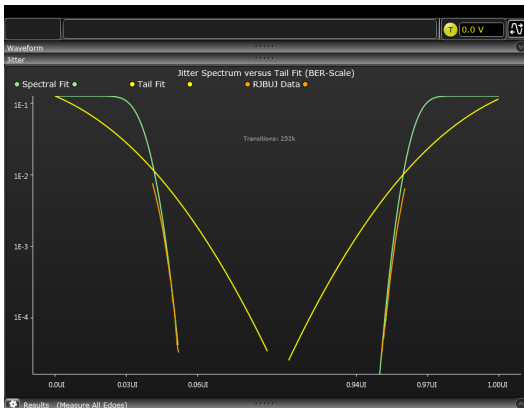 T 0.0 V
Waveform
Jitter
Jitter Spectrum versus Tail Fit (BER-Scale)
Spectral Fit Tail Fit RJBUJ Data
1E-1
Transitions: 252k
1E-2
1E-3
1E-4
0.0UI 0.03UI 0.06UI 0.94UI 0.97UI 1.00UI
Results (Measure All Edges)